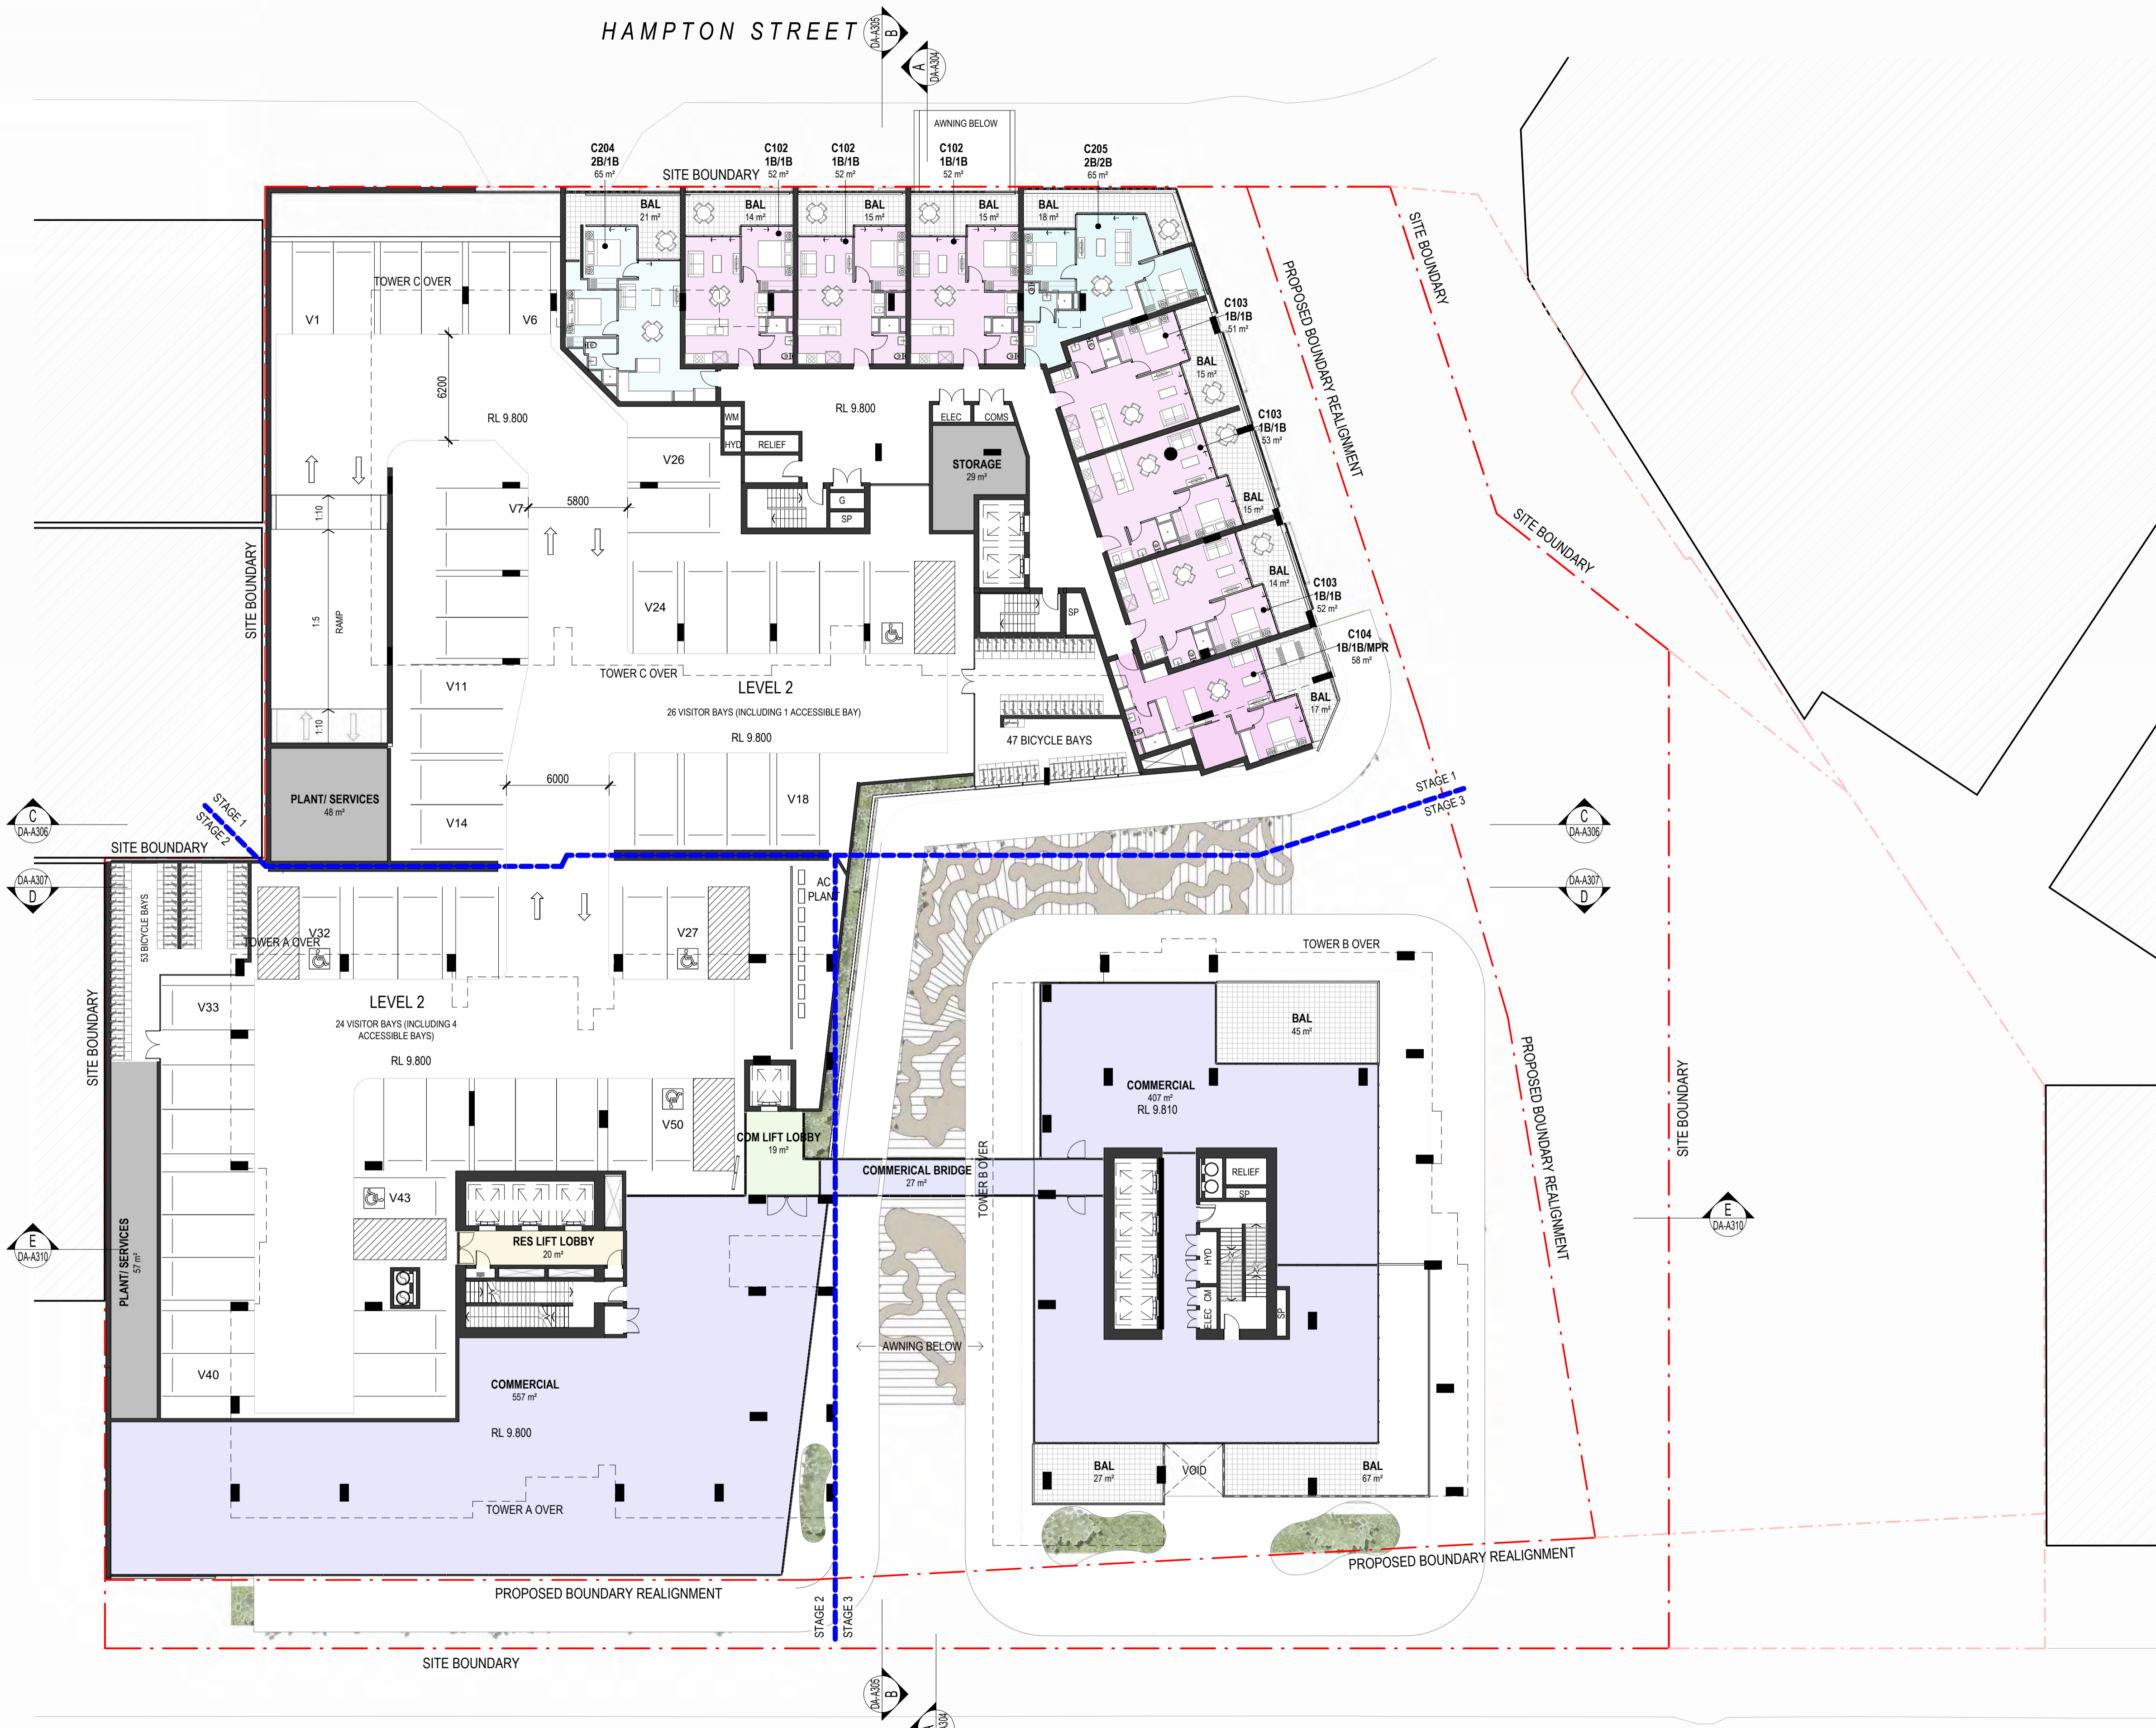 HAMPTON STREET
DA-A305
B
A
DA-A304
AWNING BELOW
C204
2B/1B
65 m²
SITE BOUNDARY
C102
1B/1B
52 m²
C102
1B/1B
52 m²
C102
1B/1B
52 m²
C205
2B/2B
65 m²
BAL
21 m²
BAL
14 m²
BAL
15 m²
BAL
15 m²
BAL
18 m²
SITE BOUNDARY
PROPOSED BOUNDARY REALIGNMENT
TOWER C OVER
V1
V6
C103
1B/1B
51 m²
BAL
15 m²
6200
RL 9.800
RL 9.800
WM
HYD
RELIEF
ELEC
COMS
C103
1B/1B
53 m²
V26
STORAGE
29 m²
V7
5800
G
SP
BAL
15 m²
SITE BOUNDARY
1:10
SITE BOUNDARY
1:5
RAMP
V24
SP
BAL
14 m²
C103
1B/1B
52 m²
C104
1B/1B/MPR
58 m²
TOWER C OVER
LEVEL 2
26 VISITOR BAYS (INCLUDING 1 ACCESSIBLE BAY)
RL 9.800
V11
BAL
17 m²
1:10
47 BICYCLE BAYS
6000
PLANT/ SERVICES
48 m²
V18
V14
STAGE 1
STAGE 2
STAGE 1
STAGE 3
C
DA-A306
C
DA-A306
SITE BOUNDARY
DA-A307
D
DA-A307
D
53 BICYCLE BAYS
AC
PLANT
TOWER A OVER
V32
V27
TOWER B OVER
SITE BOUNDARY
V33
LEVEL 2
24 VISITOR BAYS (INCLUDING 4
ACCESSIBLE BAYS)
RL 9.800
BAL
45 m²
PROPOSED BOUNDARY REALIGNMENT
SITE BOUNDARY
COMMERCIAL
407 m²
RL 9.810
V50
COM LIFT LOBBY
19 m²
COMMERICAL BRIDGE
27 m²
TOWER B OVER
RELIEF
SP
V43
E
DA-A310
E
DA-A310
PLANT/ SERVICES
57 m²
RES LIFT LOBBY
20 m²
HYD
CM
ELEC
SP
AWNING BELOW
V40
COMMERCIAL
557 m²
RL 9.800
BAL
27 m²
VOID
BAL
67 m²
TOWER A OVER
PROPOSED BOUNDARY REALIGNMENT
PROPOSED BOUNDARY REALIGNMENT
STAGE 2
STAGE 3
SITE BOUNDARY
DA-A305
B